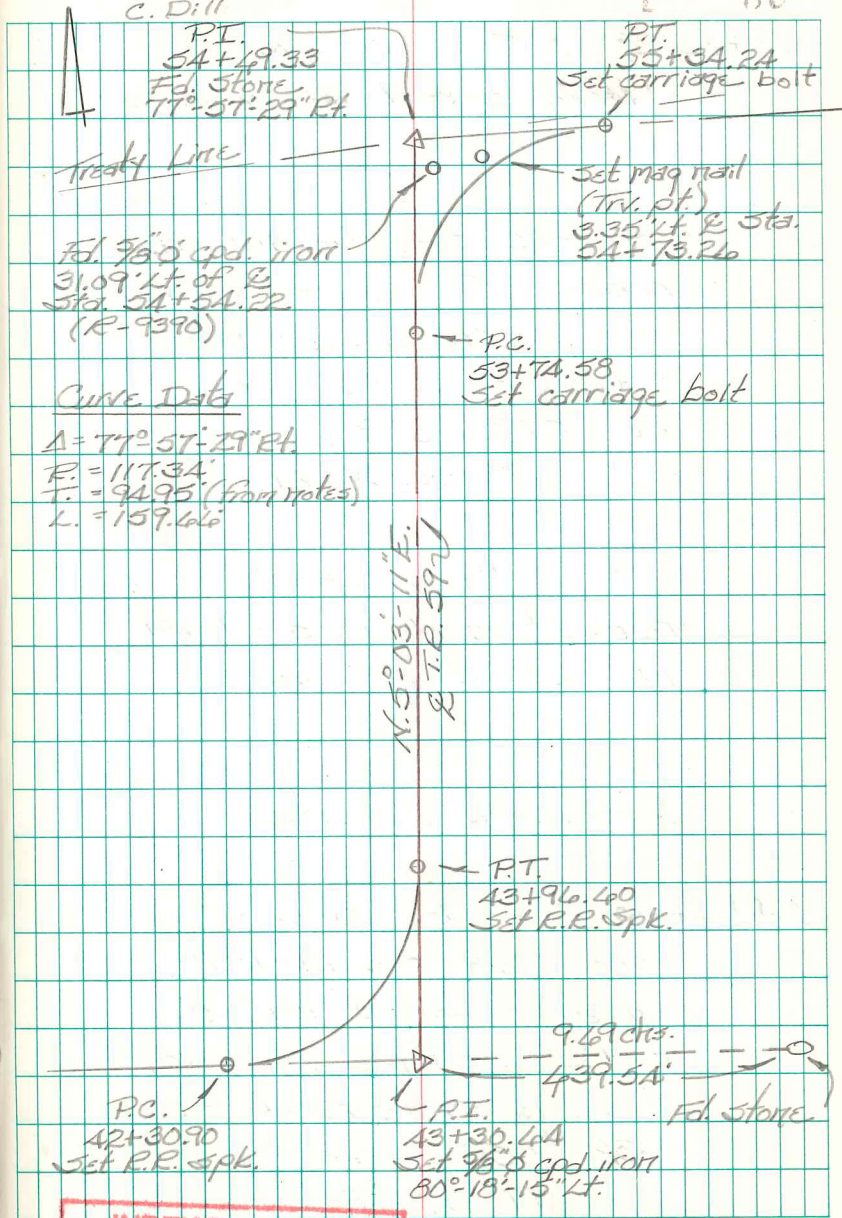 C. Dill
P.I.
54+69.33
Fd. Stone
77°-57'-29" Rt.
P.T.
55+34.24
Set carriage bolt
Treaty Line
Set mag nail
(Trv. pt.)
3.35' Lt. ℄ Sta.
54+73.26
Fd. 5/8" ø cpd. iron
31.09' Lt. of ℄
Sta. 54+54.22
(R-9390)
P.C.
53+74.58
Set carriage bolt
Curve Data
Δ = 77°-57'-29" Rt.
R. = 117.34'
T. = 94.95' (from notes)
L. = 159.66'
N. 5°-03'-11" E.
℄ T.R. 59
P.T.
43+96.60
Set R.R. Spk.
9.69 chs.
639.54'
Fd. Stone
P.C.
42+30.90
Set R.R. Spk.
P.I.
43+30.64
Set 5/8" ø cpd. iron
80°-18'-15" Lt.